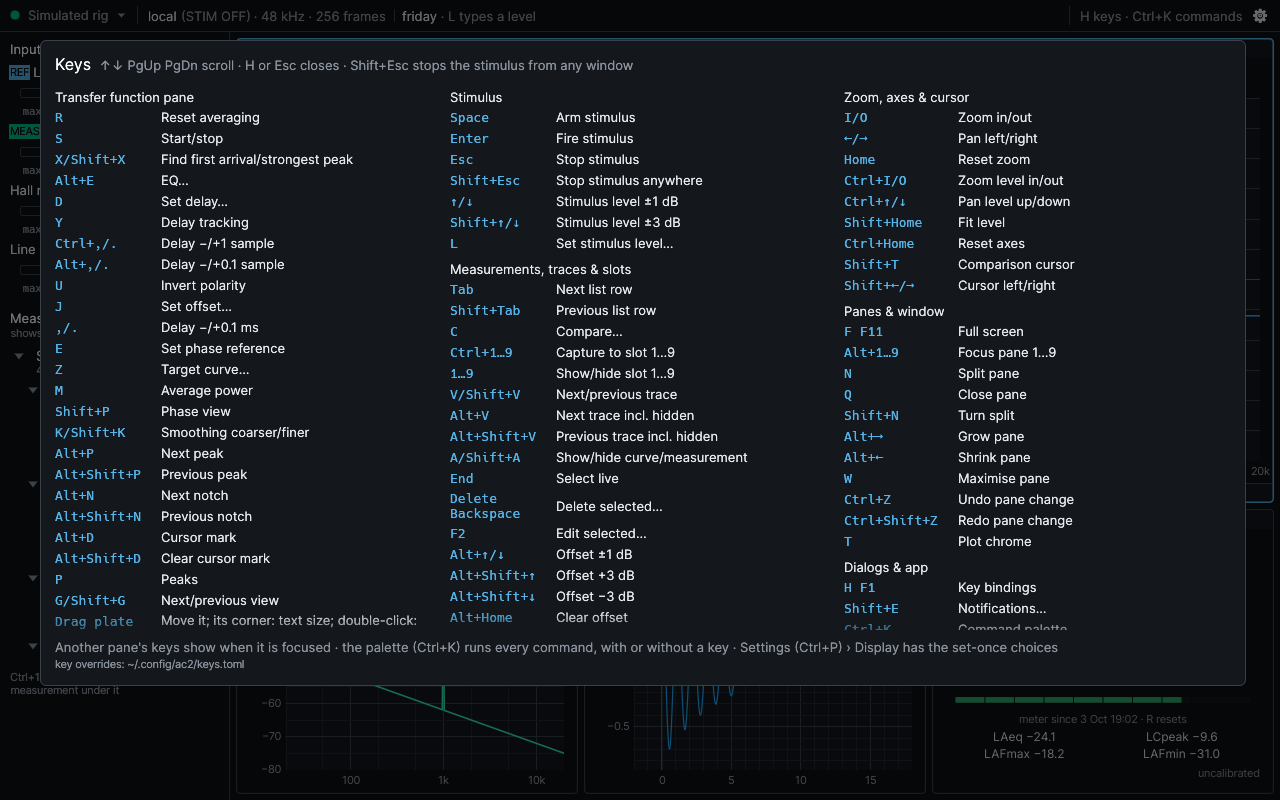 Simulated rig
local (STIM OFF) · 48 kHz · 256 frames
friday · L types a level
H keys · Ctrl+K commands
Keys ↑↓ PgUp PgDn scroll · H or Esc closes · Shift+Esc stops the stimulus from any window
Transfer function pane
R Reset averaging
S Start/stop
X/Shift+X Find first arrival/strongest peak
Alt+E EQ...
D Set delay...
Y Delay tracking
Ctrl+,/. Delay −/+1 sample
Alt+,/. Delay −/+0.1 sample
U Invert polarity
J Set offset...
,/. Delay −/+0.1 ms
E Set phase reference
Z Target curve...
M Average power
Shift+P Phase view
K/Shift+K Smoothing coarser/finer
Alt+P Next peak
Alt+Shift+P Previous peak
Alt+N Next notch
Alt+Shift+N Previous notch
Alt+D Cursor mark
Alt+Shift+D Clear cursor mark
P Peaks
G/Shift+G Next/previous view
Drag plate Move it; its corner: text size; double-click:
Stimulus
Space Arm stimulus
Enter Fire stimulus
Esc Stop stimulus
Shift+Esc Stop stimulus anywhere
↑/↓ Stimulus level ±1 dB
Shift+↑/↓ Stimulus level ±3 dB
L Set stimulus level...
Measurements, traces & slots
Tab Next list row
Shift+Tab Previous list row
C Compare...
Ctrl+1…9 Capture to slot 1…9
1…9 Show/hide slot 1…9
V/Shift+V Next/previous trace
Alt+V Next trace incl. hidden
Alt+Shift+V Previous trace incl. hidden
A/Shift+A Show/hide curve/measurement
End Select live
Delete
Backspace Delete selected...
F2 Edit selected...
Alt+↑/↓ Offset ±1 dB
Alt+Shift+↑ Offset +3 dB
Alt+Shift+↓ Offset −3 dB
Alt+Home Clear offset
Zoom, axes & cursor
I/O Zoom in/out
←/→ Pan left/right
Home Reset zoom
Ctrl+I/O Zoom level in/out
Ctrl+↑/↓ Pan level up/down
Shift+Home Fit level
Ctrl+Home Reset axes
Shift+T Comparison cursor
Shift+←/→ Cursor left/right
Panes & window
F F11 Full screen
Alt+1…9 Focus pane 1…9
N Split pane
Q Close pane
Shift+N Turn split
Alt+→ Grow pane
Alt+← Shrink pane
W Maximise pane
Ctrl+Z Undo pane change
Ctrl+Shift+Z Redo pane change
T Plot chrome
Dialogs & app
H F1 Key bindings
Shift+E Notifications...
Ctrl+K Command palette
Another pane's keys show when it is focused · the palette (Ctrl+K) runs every command, with or without a key · Settings (Ctrl+P) › Display has the set-once choices
key overrides: ~/.config/ac2/keys.toml
Input
REF L
max
MEAS
max
Hall
max
Line
max
Meas
shows
Ctrl+1
measurement under it
20k
−60
−70
−80
100 1k 10k
−0.5
0 5 10 15
meter since 3 Oct 19:02 · R resets
LAeq −24.1 LCpeak −9.6
LAFmax −18.2 LAFmin −31.0
uncalibrated